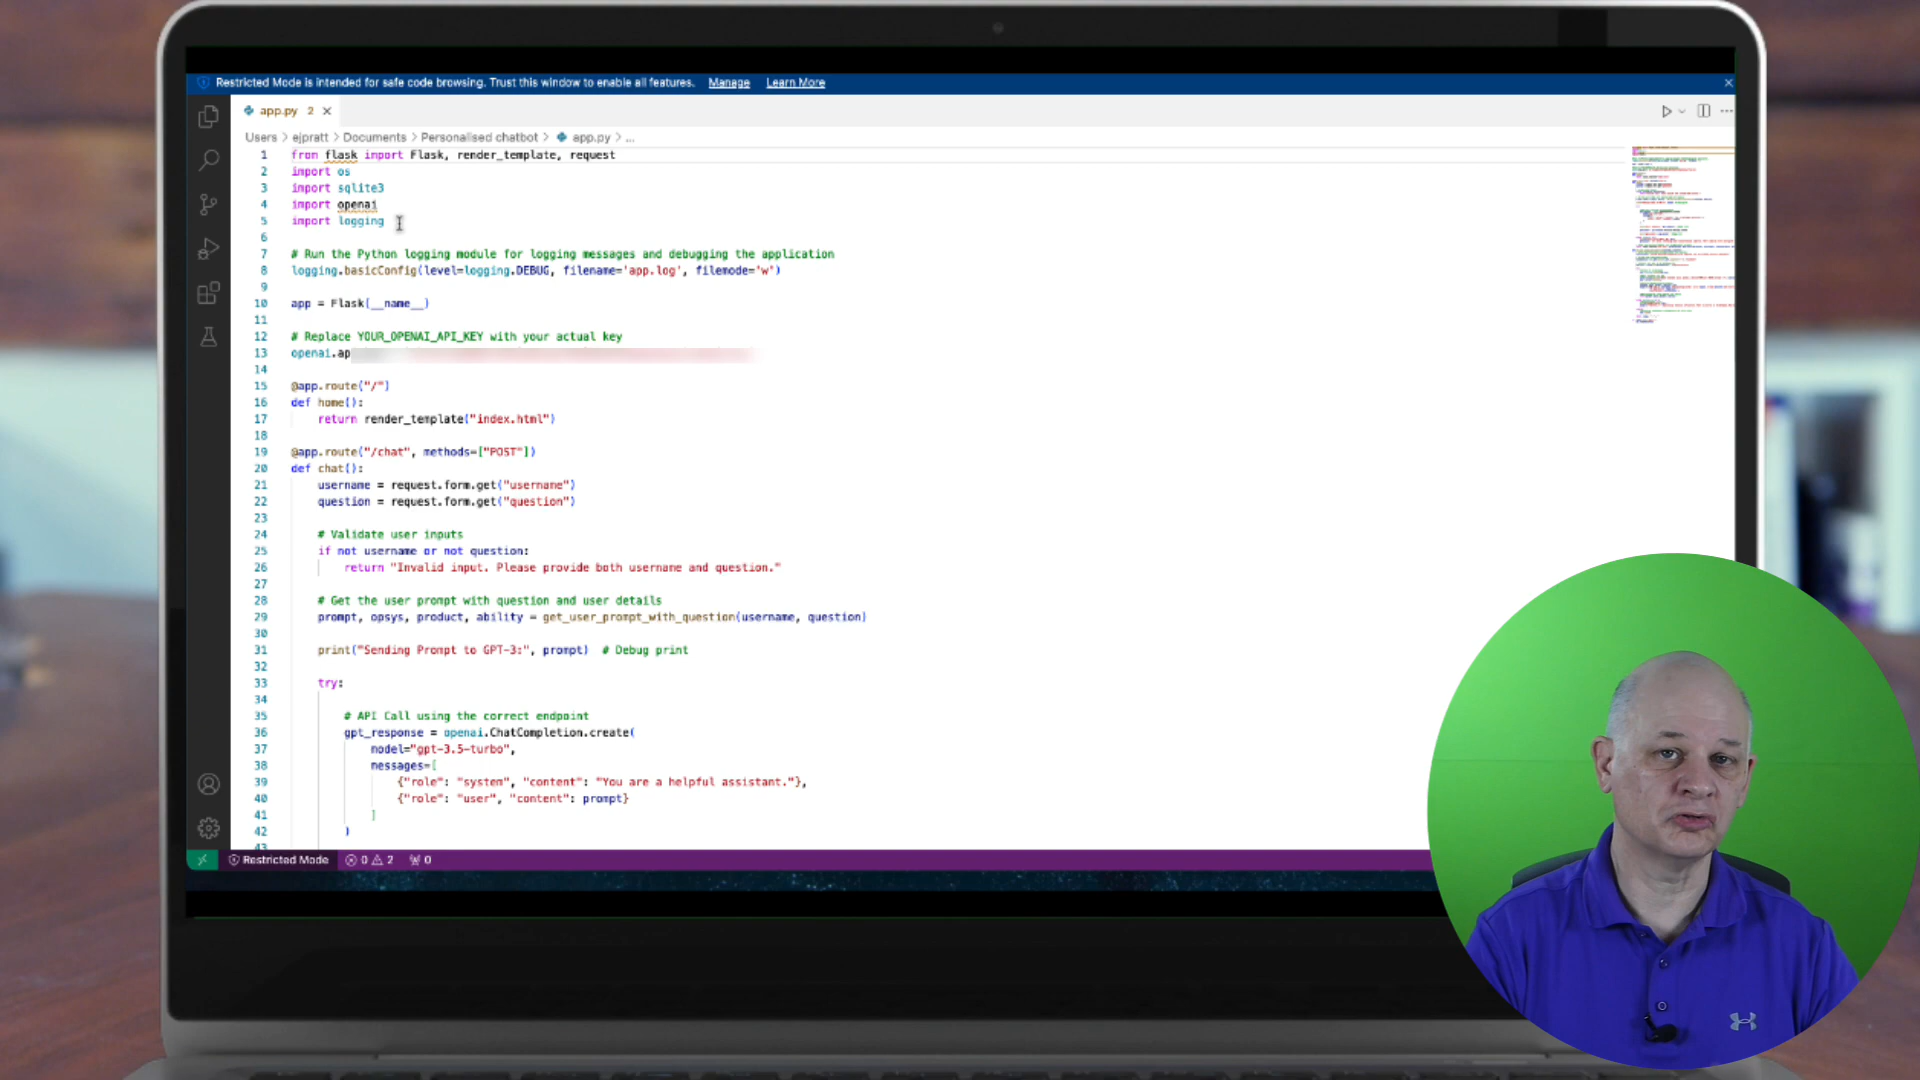 Restricted Mode is intended for safe code browsing. Trust this window to enable all features. Manage Learn More
app.py 2
Users > ejpratt > Documents > Personalised chatbot > app.py > ...
1 from flask import Flask, render_template, request
2 import os
3 import sqlite3
4 import openai
5 import logging
6
7 # Run the Python logging module for logging messages and debugging the application
8 logging.basicConfig(level=logging.DEBUG, filename='app.log', filemode='w')
9
10 app = Flask(__name__)
11
12 # Replace YOUR_OPENAI_API_KEY with your actual key
13 openai.ap
14
15 @app.route("/")
16 def home():
17 return render_template("index.html")
18
19 @app.route("/chat", methods=["POST"])
20 def chat():
21 username = request.form.get("username")
22 question = request.form.get("question")
23
24 # Validate user inputs
25 if not username or not question:
26 return "Invalid input. Please provide both username and question."
27
28 # Get the user prompt with question and user details
29 prompt, opsys, product, ability = get_user_prompt_with_question(username, question)
30
31 print("Sending Prompt to GPT-3:", prompt) # Debug print
32
33 try:
34
35 # API Call using the correct endpoint
36 gpt_response = openai.ChatCompletion.create(
37 model="gpt-3.5-turbo",
38 messages=[
39 {"role": "system", "content": "You are a helpful assistant."},
40 {"role": "user", "content": prompt}
41 ]
42 )
43
Restricted Mode 0 2 0